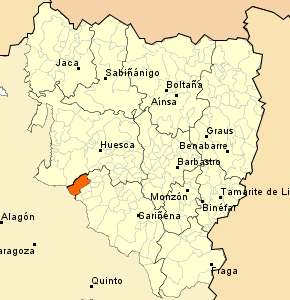 Jaca
Sabiñánigo
Boltaña
Aínsa
Graus
Huesca
Benabarre
Barbastro
Monzón
Tamarite de Li
Binéfar
Sariñena
Alagón
aragoza
Fraga
Quinto